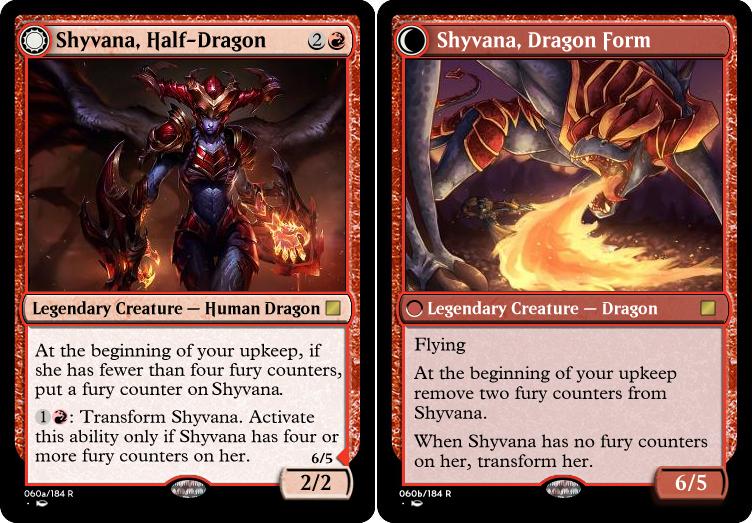 Shyvana, Half-Dragon 2
Legendary Creature — Human Dragon
At the beginning of your upkeep, if
she has fewer than four fury counters,
put a fury counter on Shyvana.
1 : Transform Shyvana. Activate
this ability only if Shyvana has four or
more fury counters on her.
6/5
2/2
060a/184 R
Shyvana, Dragon Form
Legendary Creature — Dragon
Flying
At the beginning of your upkeep
remove two fury counters from
Shyvana.
When Shyvana has no fury counters
on her, transform her.
6/5
060b/184 R